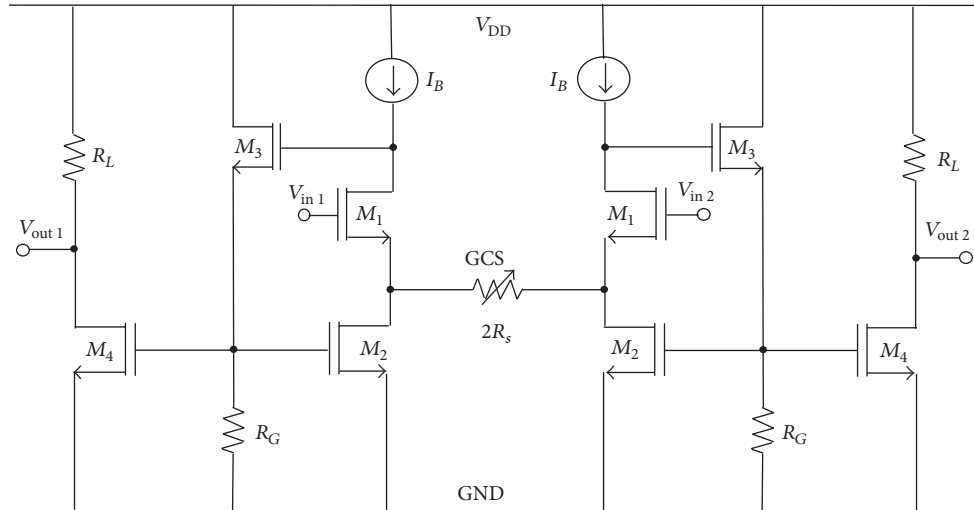 V_DD
I_B I_B
M_3 M_3
R_L R_L
V_in 1 V_in 2
M_1 M_1
V_out 1 V_out 2
GCS
2R_s
M_4 M_2 M_2 M_4
R_G R_G
GND